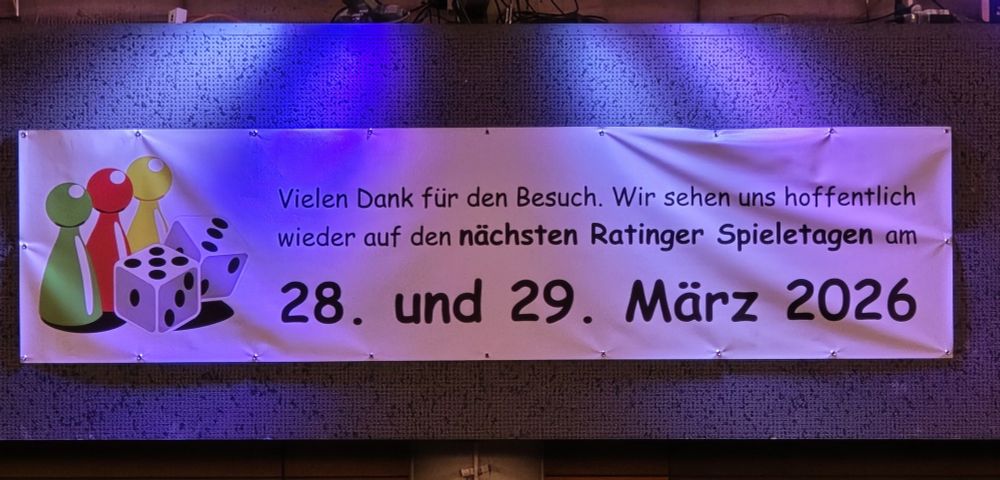 Vielen Dank für den Besuch. Wir sehen uns hoffentlich
wieder auf den nächsten Ratinger Spieletagen am
28. und 29. März 2026